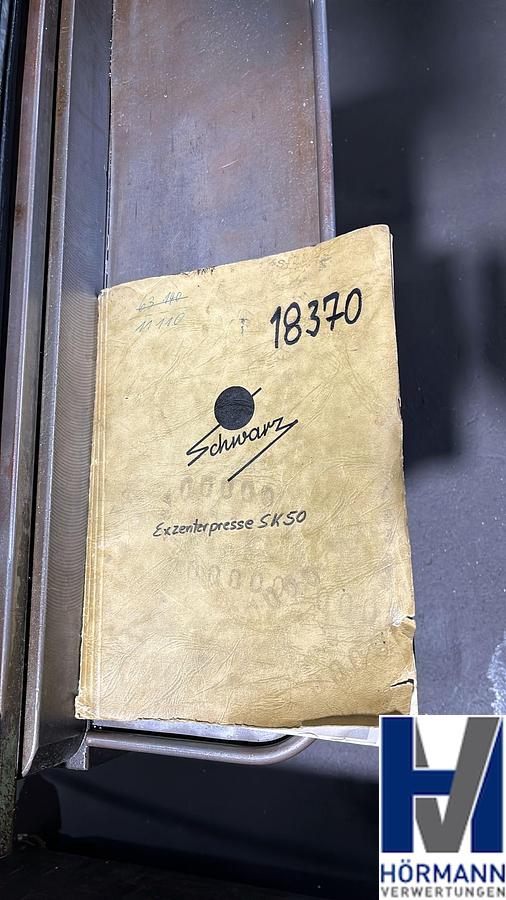 63 140
11 110
18370
Schwarz
Exzenterpresse SK50
HÖRMANN
VERWERTUNGEN